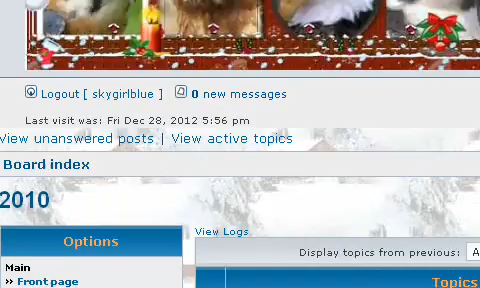 Logout [ skygirlblue ] 0 new messages
Last visit was: Fri Dec 28, 2012 5:56 pm
View unanswered posts | View active topics
Board index
2010
View Logs
Options
Display topics from previous: A
Main
» Front page
Topics